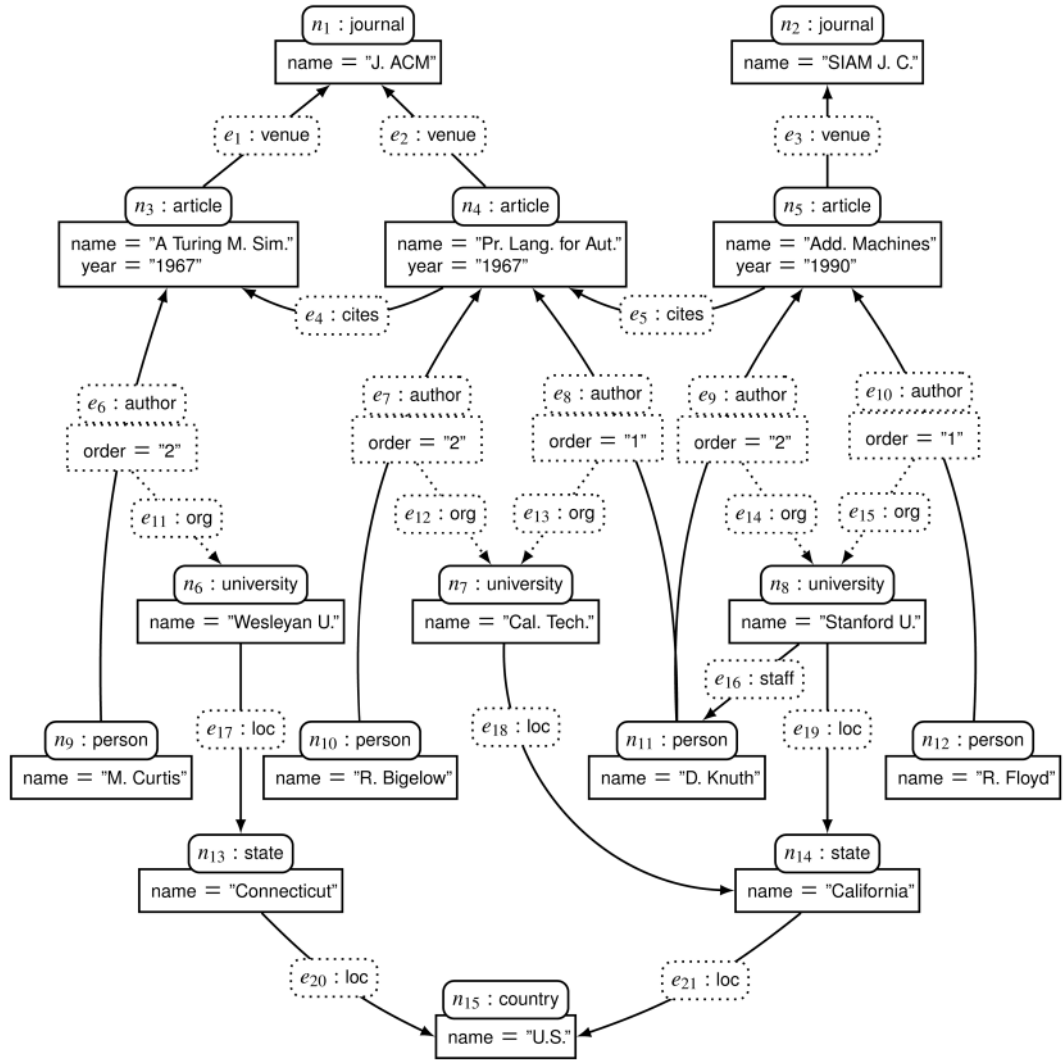 n1 : journal
name = "J. ACM"
n2 : journal
name = "SIAM J. C."
e1 : venue
e2 : venue
e3 : venue
n3 : article
name = "A Turing M. Sim."
year = "1967"
n4 : article
name = "Pr. Lang. for Aut."
year = "1967"
n5 : article
name = "Add. Machines"
year = "1990"
e4 : cites
e5 : cites
e6 : author
order = "2"
e7 : author
order = "2"
e8 : author
order = "1"
e9 : author
order = "2"
e10 : author
order = "1"
e11 : org
e12 : org
e13 : org
e14 : org
e15 : org
n6 : university
name = "Wesleyan U."
n7 : university
name = "Cal. Tech."
n8 : university
name = "Stanford U."
e16 : staff
e17 : loc
e18 : loc
e19 : loc
n9 : person
name = "M. Curtis"
n10 : person
name = "R. Bigelow"
n11 : person
name = "D. Knuth"
n12 : person
name = "R. Floyd"
n13 : state
name = "Connecticut"
n14 : state
name = "California"
e20 : loc
e21 : loc
n15 : country
name = "U.S."